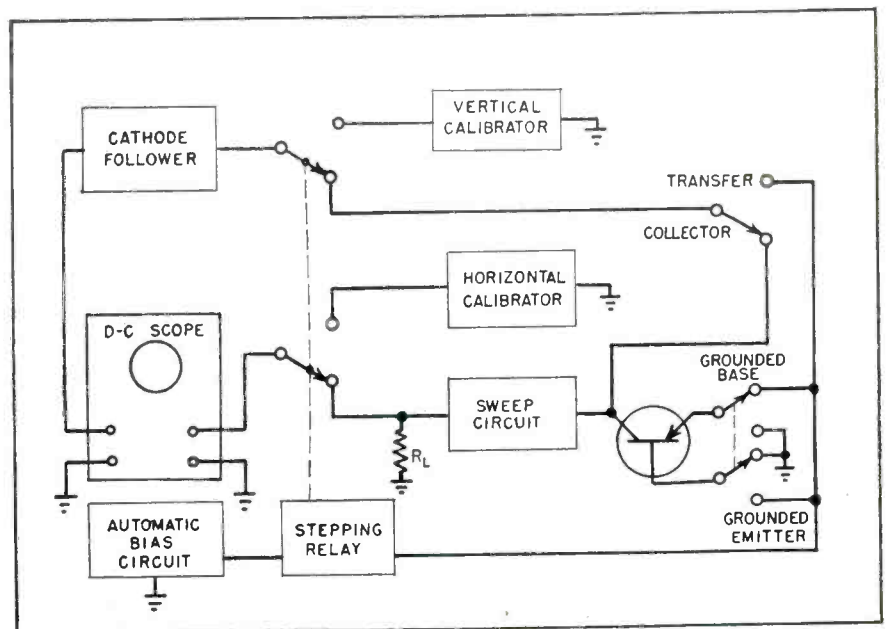 VERTICAL
CALIBRATOR
CATHODE
FOLLOWER
TRANSFER
COLLECTOR
HORIZONTAL
CALIBRATOR
D-C SCOPE
GROUNDED
BASE
SWEEP
CIRCUIT
RL
AUTOMATIC
BIAS
CIRCUIT
STEPPING
RELAY
GROUNDED
EMITTER